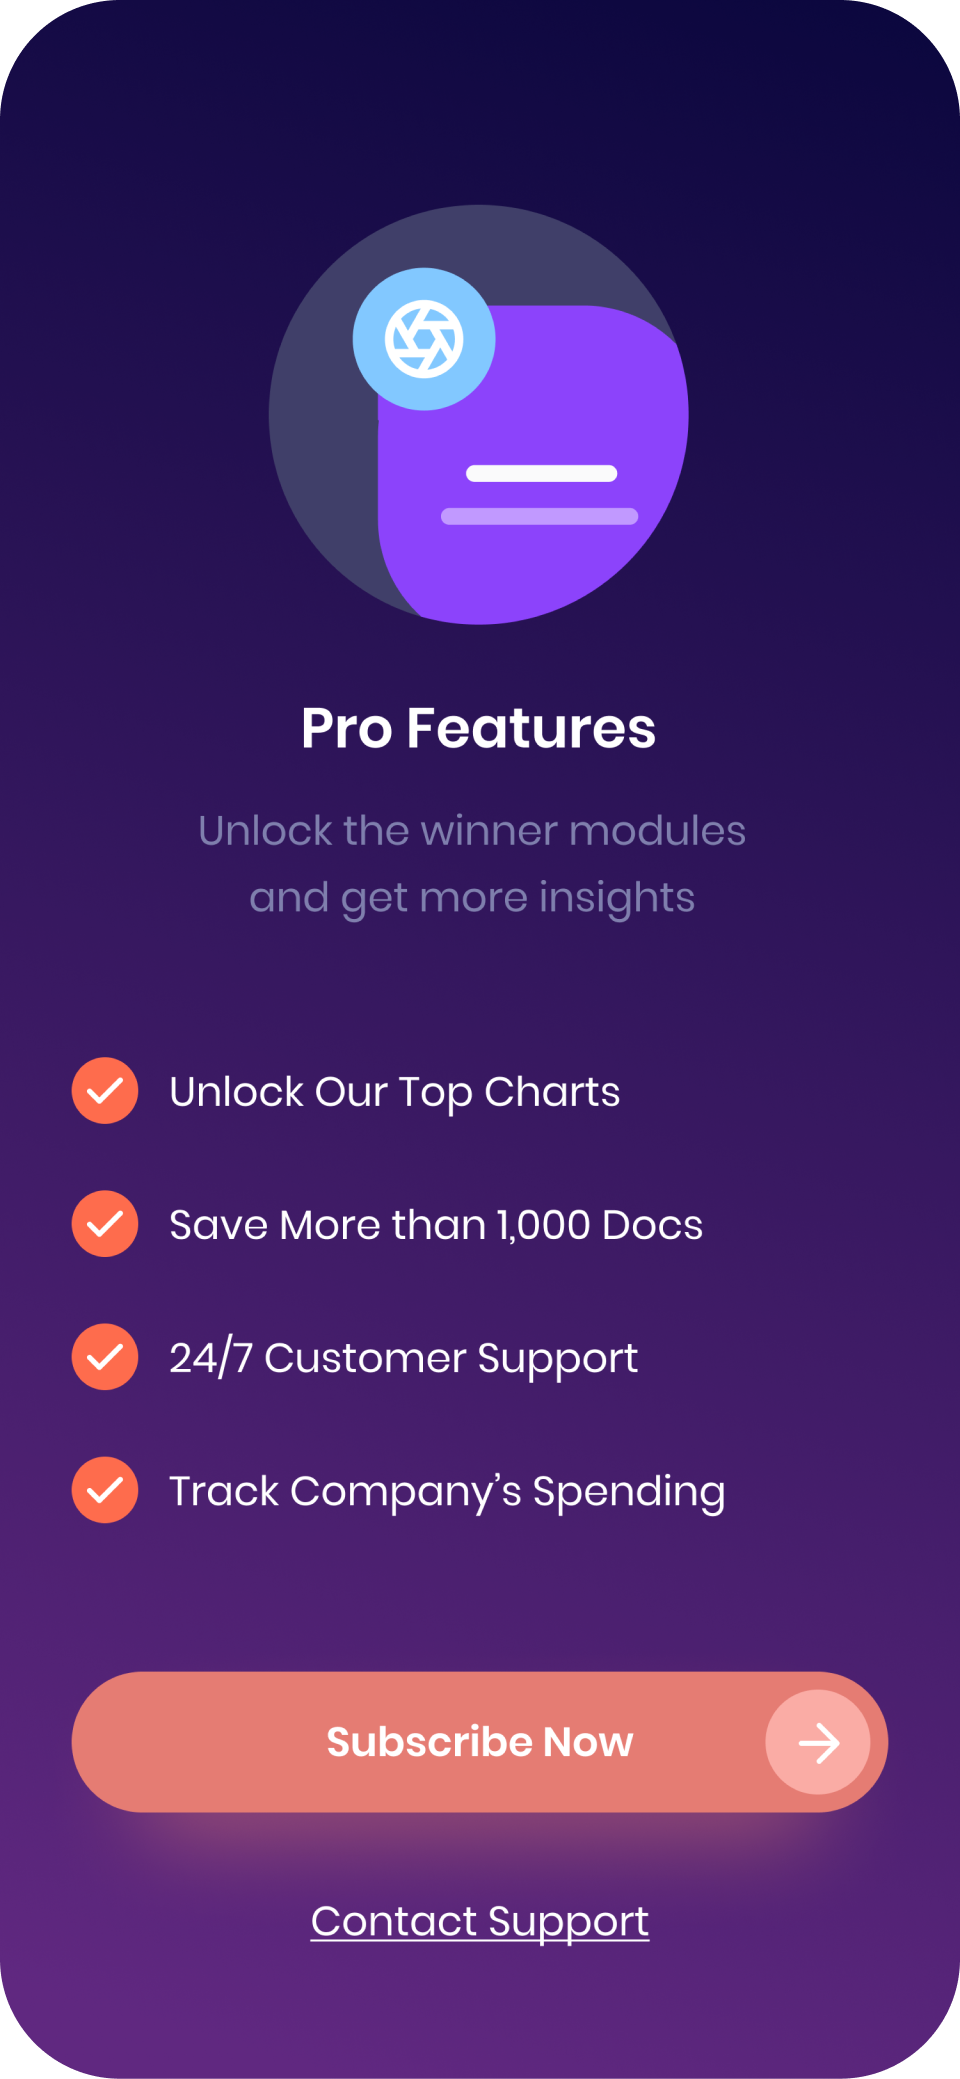 Pro Features
Unlock the winner modules
and get more insights
Unlock Our Top Charts
Save More than 1,000 Docs
24/7 Customer Support
Track Company’s Spending
Subscribe Now
Contact Support